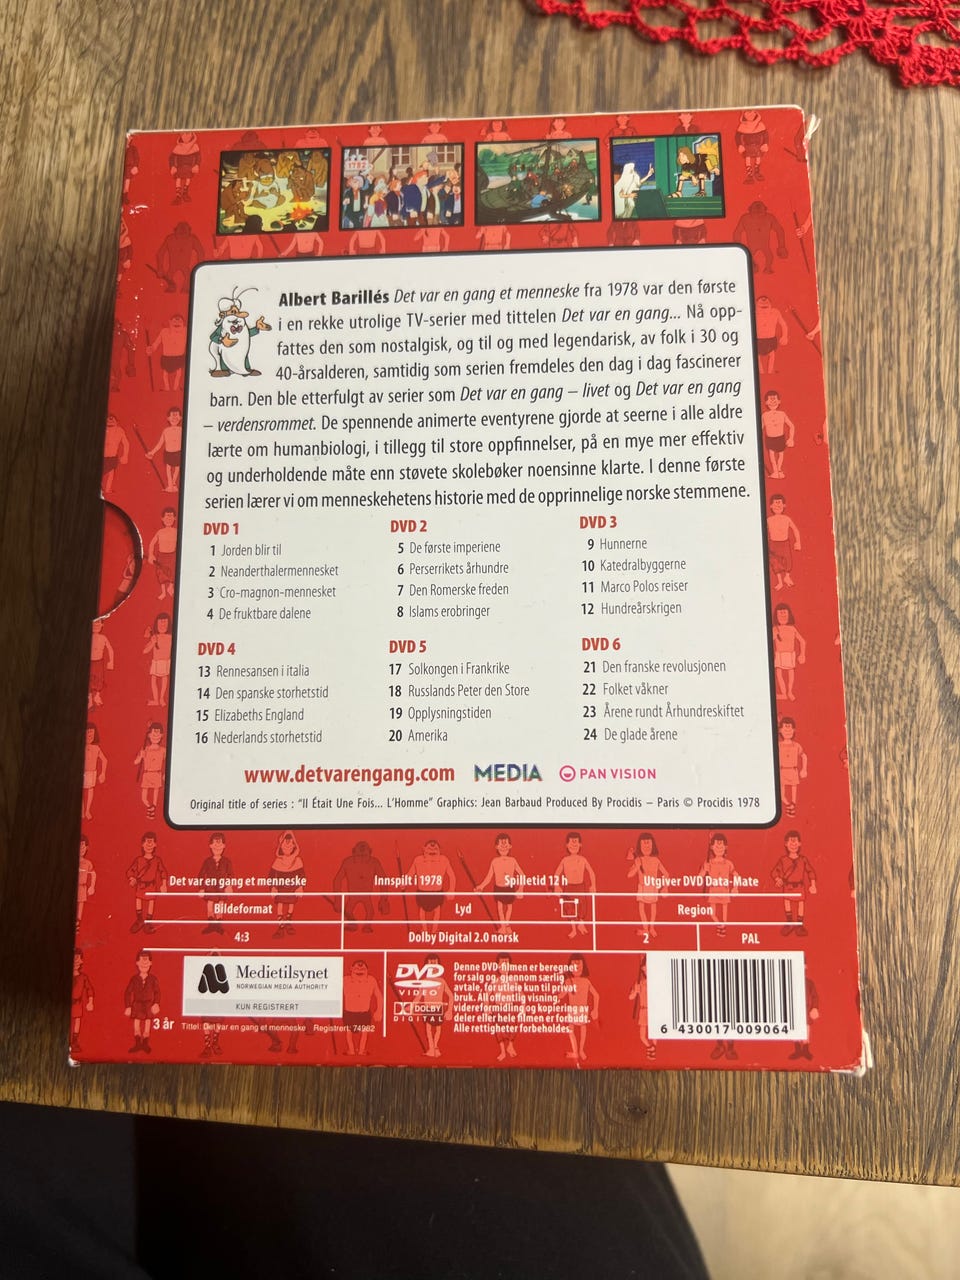 1792
Albert Barillés Det var en gang et menneske fra 1978 var den første
i en rekke utrolige TV-serier med tittelen Det var en gang... Nå opp-
fattes den som nostalgisk, og til og med legendarisk, av folk i 30 og
40-årsalderen, samtidig som serien fremdeles den dag i dag fascinerer
barn. Den ble etterfulgt av serier som Det var en gang – livet og Det var en gang
– verdensrommet. De spennende animerte eventyrene gjorde at seerne i alle aldre
lærte om humanbiologi, i tillegg til store oppfinnelser, på en mye mer effektiv
og underholdende måte enn støvete skolebøker noensinne klarte. I denne første
serien lærer vi om menneskehetens historie med de opprinnelige norske stemmene.
DVD 1
1 Jorden blir til
2 Neanderthalermennesket
3 Cro-magnon-mennesket
4 De fruktbare dalene
DVD 2
5 De første imperiene
6 Perserrikets århundre
7 Den Romerske freden
8 Islams erobringer
DVD 3
9 Hunnerne
10 Katedralbyggerne
11 Marco Polos reiser
12 Hundreårskrigen
DVD 4
13 Rennesansen i italia
14 Den spanske storhetstid
15 Elizabeths England
16 Nederlands storhetstid
DVD 5
17 Solkongen i Frankrike
18 Russlands Peter den Store
19 Opplysningstiden
20 Amerika
DVD 6
21 Den franske revolusjonen
22 Folket våkner
23 Årene rundt Århundreskiftet
24 De glade årene
www.detvarengang.com MEDIA PAN VISION
Original title of series : "Il Était Une Fois... L'Homme" Graphics: Jean Barbaud Produced By Procidis – Paris © Procidis 1978
Det var en gang et menneske Innspilt i 1978 Spilletid 12 h Utgiver DVD Data-Mate
Bildeformat Lyd Region
4:3 Dolby Digital 2.0 norsk 2 PAL
Medietilsynet
NORWEGIAN MEDIA AUTHORITY
KUN REGISTRERT
3 år Tittel: Det var en gang et menneske Registrert: 74982
DVD
VIDEO
DOLBY
DIGITAL
Denne DVD-filmen er beregnet
for salg og, gjennom særlig
avtale, for utleie kun til privat
bruk. All offentlig visning,
videreformidling og kopiering av
deler eller hele filmen er forbudt.
Alle rettigheter forbeholdes.
6 430017 009064